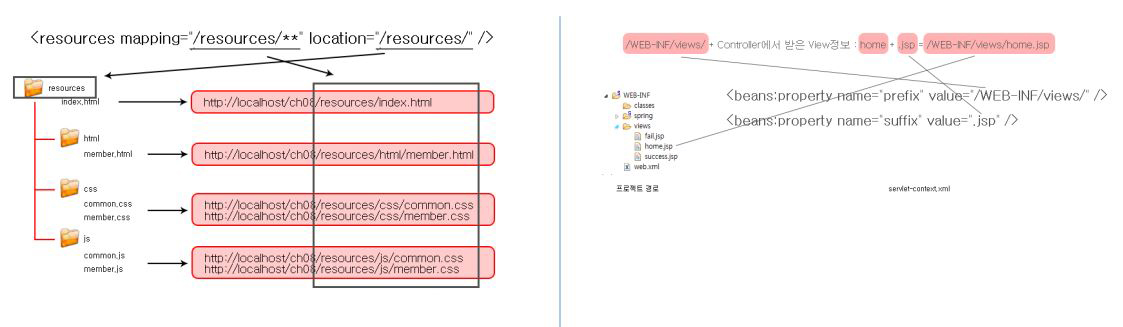 <resources mapping="/resources/**" location="/resources/" />
resources
index.html
http://localhost/ch08/resources/index.html
html
member.html
http://localhost/ch08/resources/html/member.html
css
common.css
member.css
http://localhost/ch08/resources/css/common.css
http://localhost/ch08/resources/css/member.css
js
common.js
member.js
http://localhost/ch08/resources/js/common.css
http://localhost/ch08/resources/js/member.css
/WEB-INF/views/ + Controller에서 받은 View정보 : home + .jsp = /WEB-INF/views/home.jsp
<beans:property name="prefix" value="/WEB-INF/views/" />
<beans:property name="suffix" value=".jsp" />
WEB-INF
classes
spring
views
fail.jsp
home.jsp
success.jsp
web.xml
프로젝트 경로
servlet-context.xml